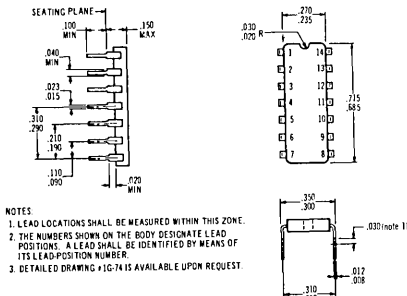 SEATING PLANE
.100 MIN
.150 MAX
.040 MIN
.023
.015
.310
.290
.210
.190
.110
.090
.020 MIN
.270
.235
.030
.020 R
1 14
2 13
3 12
4 11
5 10
6 9
7 8
.715
.685
.350
.300
.030 (note 1)
.012
.008
.310
NOTES:
1. LEAD LOCATIONS SHALL BE MEASURED WITHIN THIS ZONE.
2. THE NUMBERS SHOWN ON THE BODY DESIGNATE LEAD
POSITIONS. A LEAD SHALL BE IDENTIFIED BY MEANS OF
ITS LEAD-POSITION NUMBER.
3. DETAILED DRAWING #1G-74 IS AVAILABLE UPON REQUEST.